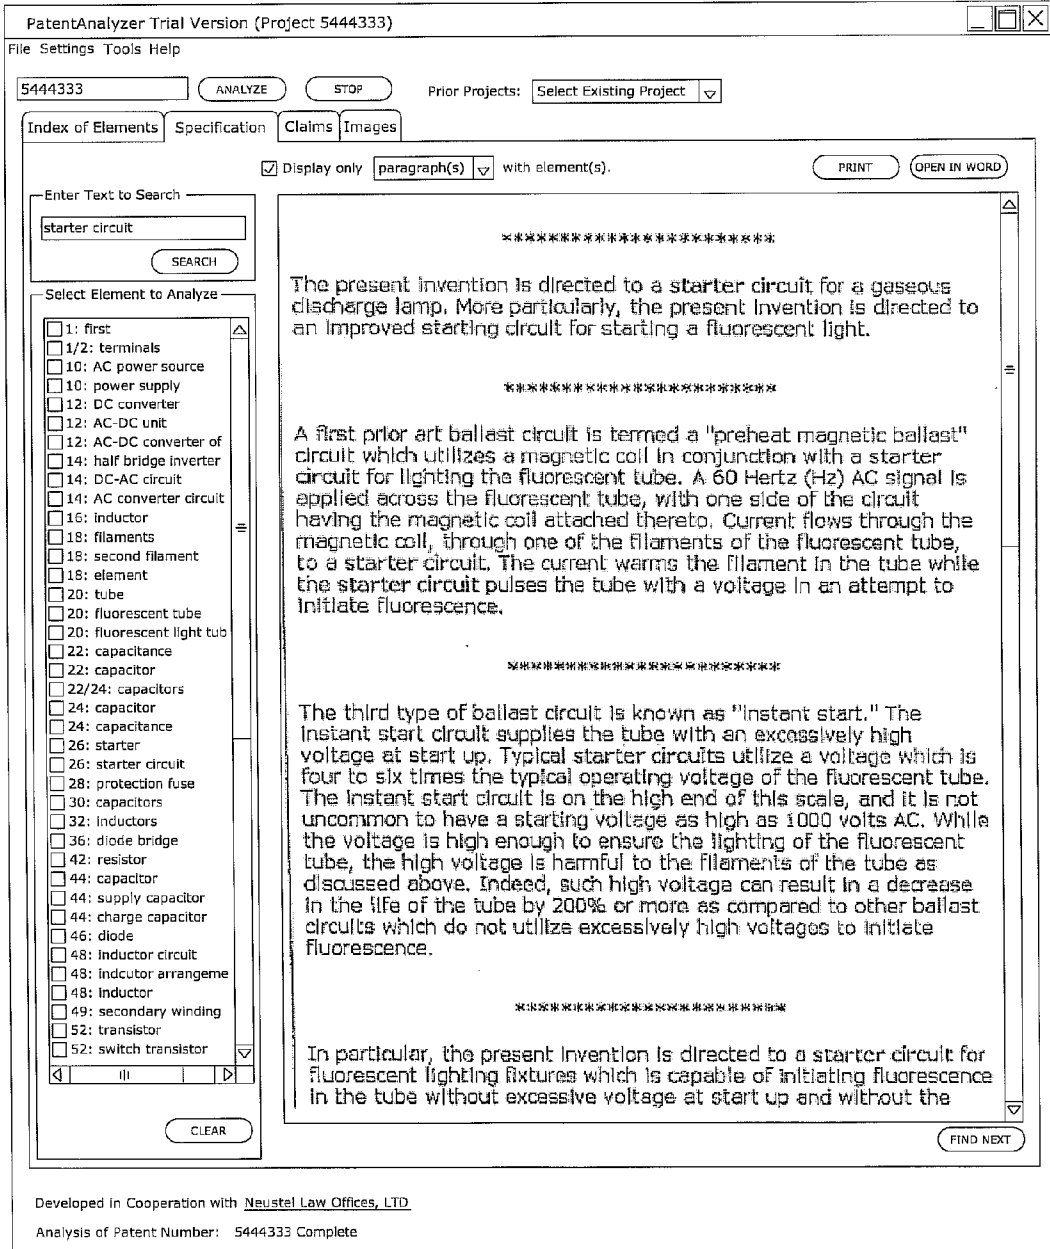 PatentAnalyzer Trial Version (Project 5444333)
File Settings Tools Help
5444333 ANALYZE STOP Prior Projects: Select Existing Project
Index of Elements Specification Claims Images
Display only paragraph(s) with element(s). PRINT OPEN IN WORD
Enter Text to Search
starter circuit
SEARCH
Select Element to Analyze
1: first
1/2: terminals
10: AC power source
10: power supply
12: DC converter
12: AC-DC unit
12: AC-DC converter of
14: half bridge inverter
14: DC-AC circuit
14: AC converter circuit
16: inductor
18: filaments
18: second filament
18: element
20: tube
20: fluorescent tube
20: fluorescent light tub
22: capacitance
22: capacitor
22/24: capacitors
24: capacitor
24: capacitance
26: starter
26: starter circuit
28: protection fuse
30: capacitors
32: inductors
36: diode bridge
42: resistor
44: capacitor
44: supply capacitor
44: charge capacitor
46: diode
48: inductor circuit
48: indcutor arrangeme
48: inductor
49: secondary winding
52: transistor
52: switch transistor
CLEAR
************************
The present invention is directed to a starter circuit for a gaseous
discharge lamp. More particularly, the present invention is directed to
an improved starting circuit for starting a fluorescent light.
************************
A first prior art ballast circuit is termed a "preheat magnetic ballast"
circuit which utilizes a magnetic coil in conjunction with a starter
circuit for lighting the fluorescent tube. A 60 Hertz (Hz) AC signal is
applied across the fluorescent tube, with one side of the circuit
having the magnetic coil attached thereto. Current flows through the
magnetic coil, through one of the filaments of the fluorescent tube,
to a starter circuit. The current warms the filament in the tube while
the starter circuit pulses the tube with a voltage in an attempt to
initiate fluorescence.
************************
The third type of ballast circuit is known as "instant start." The
instant start circuit supplies the tube with an excessively high
voltage at start up. Typical starter circuits utilize a voltage which is
four to six times the typical operating voltage of the fluorescent tube.
The instant start circuit is on the high end of this scale, and it is not
uncommon to have a starting voltage as high as 1000 volts AC. While
the voltage is high enough to ensure the lighting of the fluorescent
tube, the high voltage is harmful to the filaments of the tube as
discussed above. Indeed, such high voltage can result in a decrease
in the life of the tube by 200% or more as compared to other ballast
circuits which do not utilize excessively high voltages to initiate
fluorescence.
************************
In particular, the present invention is directed to a starter circuit for
fluorescent lighting fixtures which is capable of initiating fluorescence
in the tube without excessive voltage at start up and without the
FIND NEXT
Developed in Cooperation with Neustel Law Offices, LTD
Analysis of Patent Number: 5444333 Complete